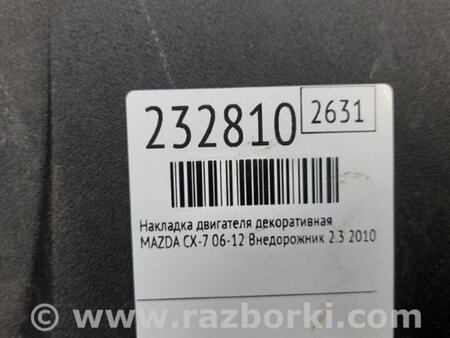 232810 2631
Накладка двигателя декоративная
MAZDA CX-7 06-12 Внедорожник 2.3 2010
© www.razborki.com